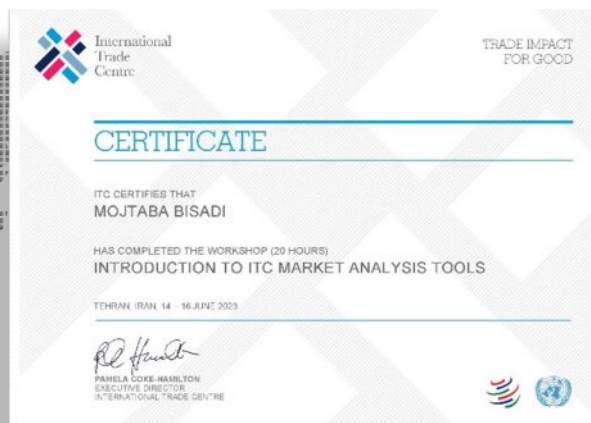 International
Trade
Centre
TRADE IMPACT
FOR GOOD
CERTIFICATE
ITC CERTIFIES THAT
MOJTABA BISADI
HAS COMPLETED THE WORKSHOP (20 HOURS)
INTRODUCTION TO ITC MARKET ANALYSIS TOOLS
TEHRAN, IRAN, 14 - 16 JUNE 2023
PAMELA COKE-HAMILTON
EXECUTIVE DIRECTOR
INTERNATIONAL TRADE CENTRE